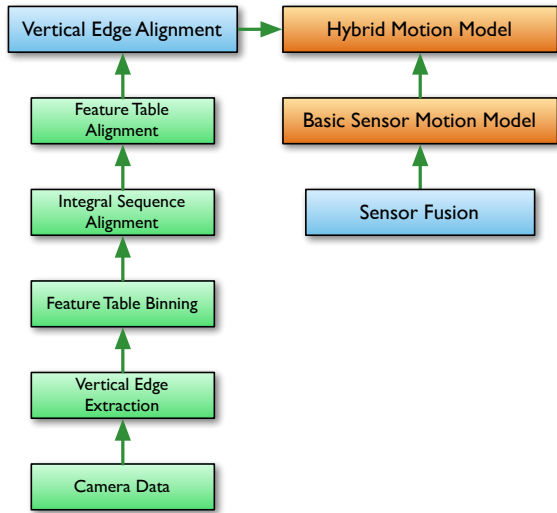 Vertical Edge Alignment
Hybrid Motion Model
Feature Table
Alignment
Basic Sensor Motion Model
Integral Sequence
Alignment
Sensor Fusion
Feature Table Binning
Vertical Edge
Extraction
Camera Data